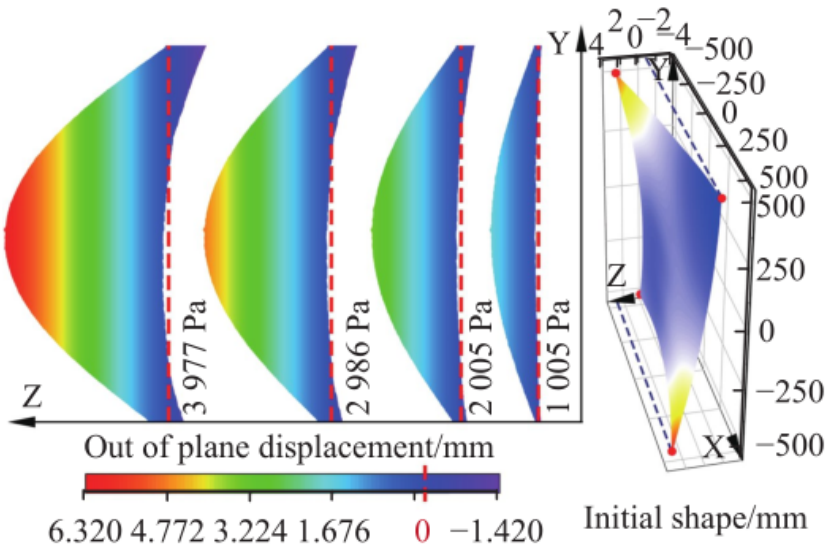 Y
3 977 Pa
2 986 Pa
2 005 Pa
1 005 Pa
Z
Out of plane displacement/mm
6.320 4.772 3.224 1.676 0 −1.420
4 2 0 −2 −4
−500
−250
0
250
500
Y
500
250
0
−250
−500
Z
X
Initial shape/mm